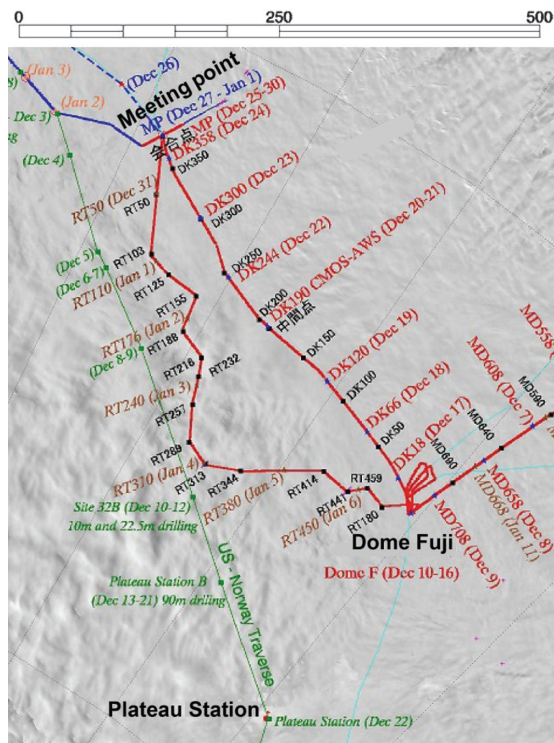 0
250
500
(Jan 3)
(Dec 26)
(Jan 2)
Meeting point
MP (Dec 27 - Jan 1)
MP (Dec 25-30)
会合点
DK358 (Dec 24)
Dec 3)
(Dec 4)
DK350
RT50 (Dec 31)
RT50
DK300 (Dec 23)
DK300
(Dec 5)
(Dec 6-7)
RT103
RT110 (Jan 1)
RT125
DK250
DK244 (Dec 22)
RT155
DK200
DK190 CMOS-AWS (Dec 20-21)
中間点
RT176 (Jan 2)
RT188
(Dec 8-9)
DK150
RT216
RT232
DK120 (Dec 19)
RT240 (Jan 3)
RT257
DK100
DK66 (Dec 18)
DK50
RT289
RT310 (Jan 4)
RT313
RT344
RT380 (Jan 5)
RT414
RT441
RT459
RT450 (Jan 6)
RT180
DK18 (Dec 17)
MD558
MD590
MD608 (Dec 7)
MD640
MD690
MD658 (Dec 8)
MD668 (Jan 11)
MD708 (Dec 9)
Dome Fuji
Dome F (Dec 10-16)
Site 32B (Dec 10-12)
10m and 22.5m drilling
US - Norway Traverse
Plateau Station B
(Dec 13-21) 90m driling
Plateau Station
Plateau Station (Dec 22)